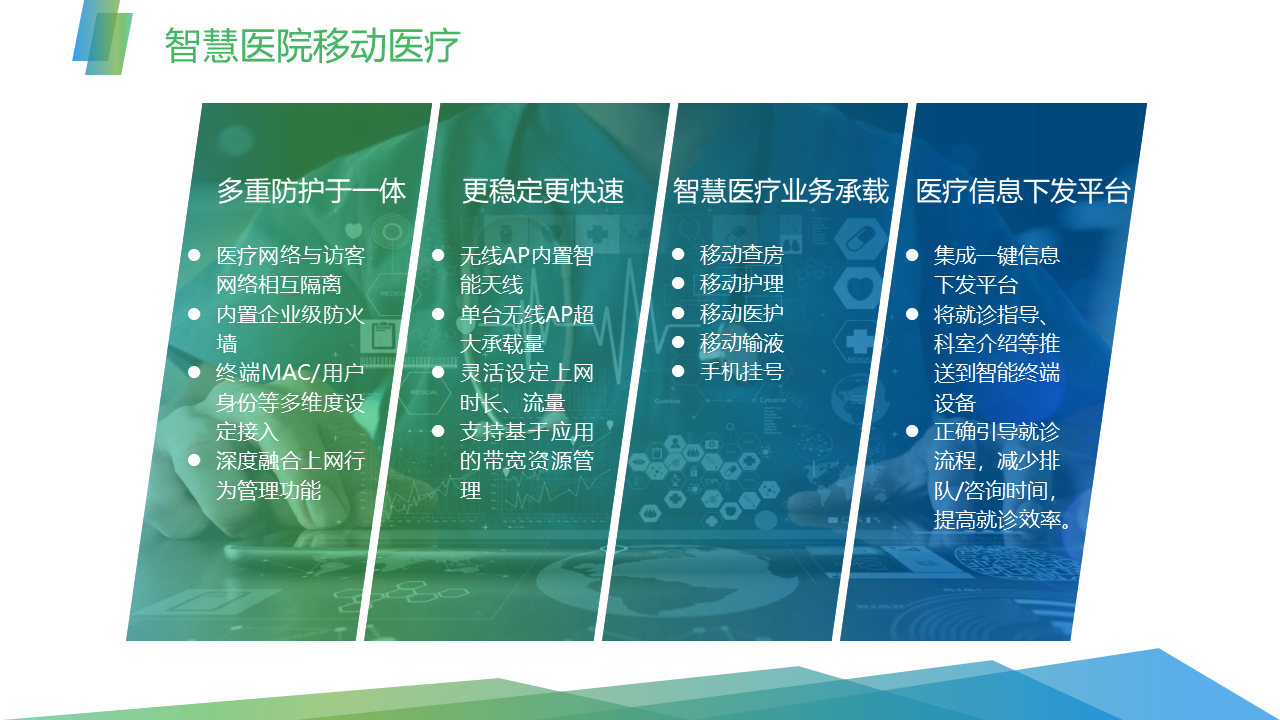 智慧医院移动医疗
多重防护于一体
医疗网络与访客
网络相互隔离
内置企业级防火
墙
终端MAC/用户
身份等多维度设
定接入
深度融合上网行
为管理功能
更稳定更快速
无线AP内置智
能天线
单台无线AP超
大承载量
灵活设定上网
时长、流量
支持基于应用
的带宽资源管
理
智慧医疗业务承载
移动查房
移动护理
移动医护
移动输液
手机挂号
医疗信息下发平台
集成一键信息
下发平台
将就诊指导、
科室介绍等推
送到智能终端
设备
正确引导就诊
流程，减少排
队/咨询时间，
提高就诊效率。
MEDICAL
MEDICAL
MEDICAL
Guanine
Cytosine